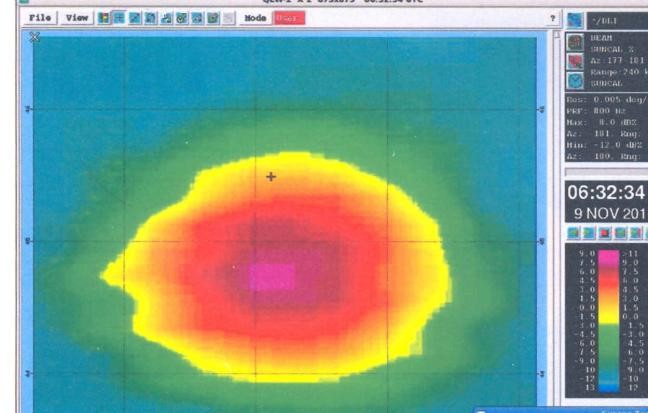 06:32:34 UTC
File View Mode User ?
BEAM
SUNCAL_Z
Az:177-181
Range:240
SUNCAL
Res: 0.005 deg/
PRF: 800 Hz
Max: 8.0 dBZ
Az: 181. Rng:
Min: -12.0 dBZ
Az: 180. Rng:
06:32:34
9 NOV 201
9.0 >11
7.5 9.0
6.0 7.5
4.5 6.0
3.0 4.5
1.5 3.0
0.0 1.5
-1.5 0.0
-3.0 -1.5
-4.5 -3.0
-6.0 -4.5
-7.5 -6.0
-9.0 -7.5
-10 -9.0
-12 -10
-13 -12